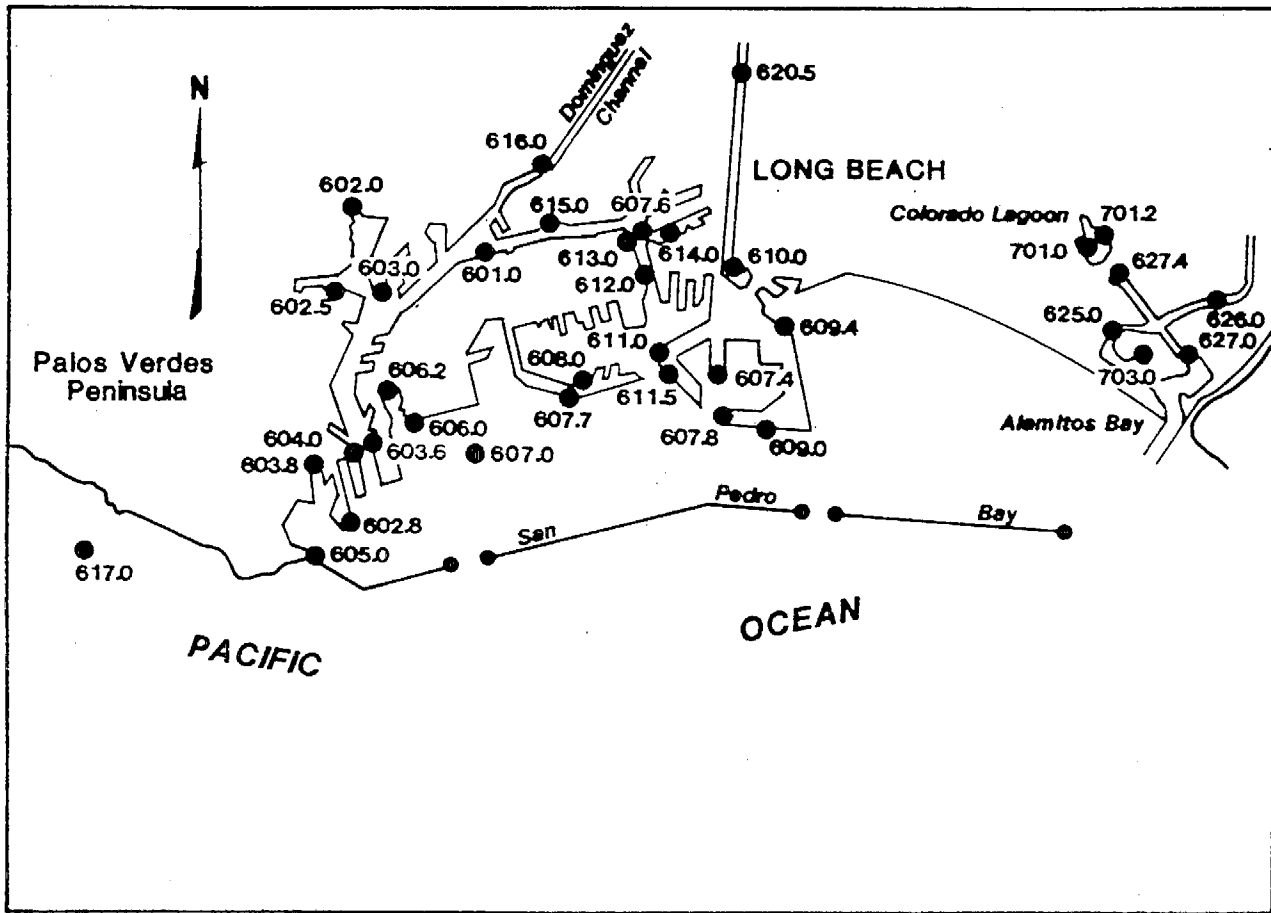 N
Dominguez
Channel
620.5
616.0
LONG BEACH
602.0
615.0
607.6
Colorado Lagoon
701.2
701.0
603.0
601.0
613.0
614.0
610.0
627.4
602.5
612.0
626.0
625.0
609.4
627.0
Palos Verdes
Peninsula
611.0
608.0
606.2
703.0
611.5
607.4
607.7
606.0
607.8
Alamitos Bay
604.0
603.6
607.0
609.0
603.8
San
Pedro
Bay
602.8
605.0
617.0
PACIFIC
OCEAN